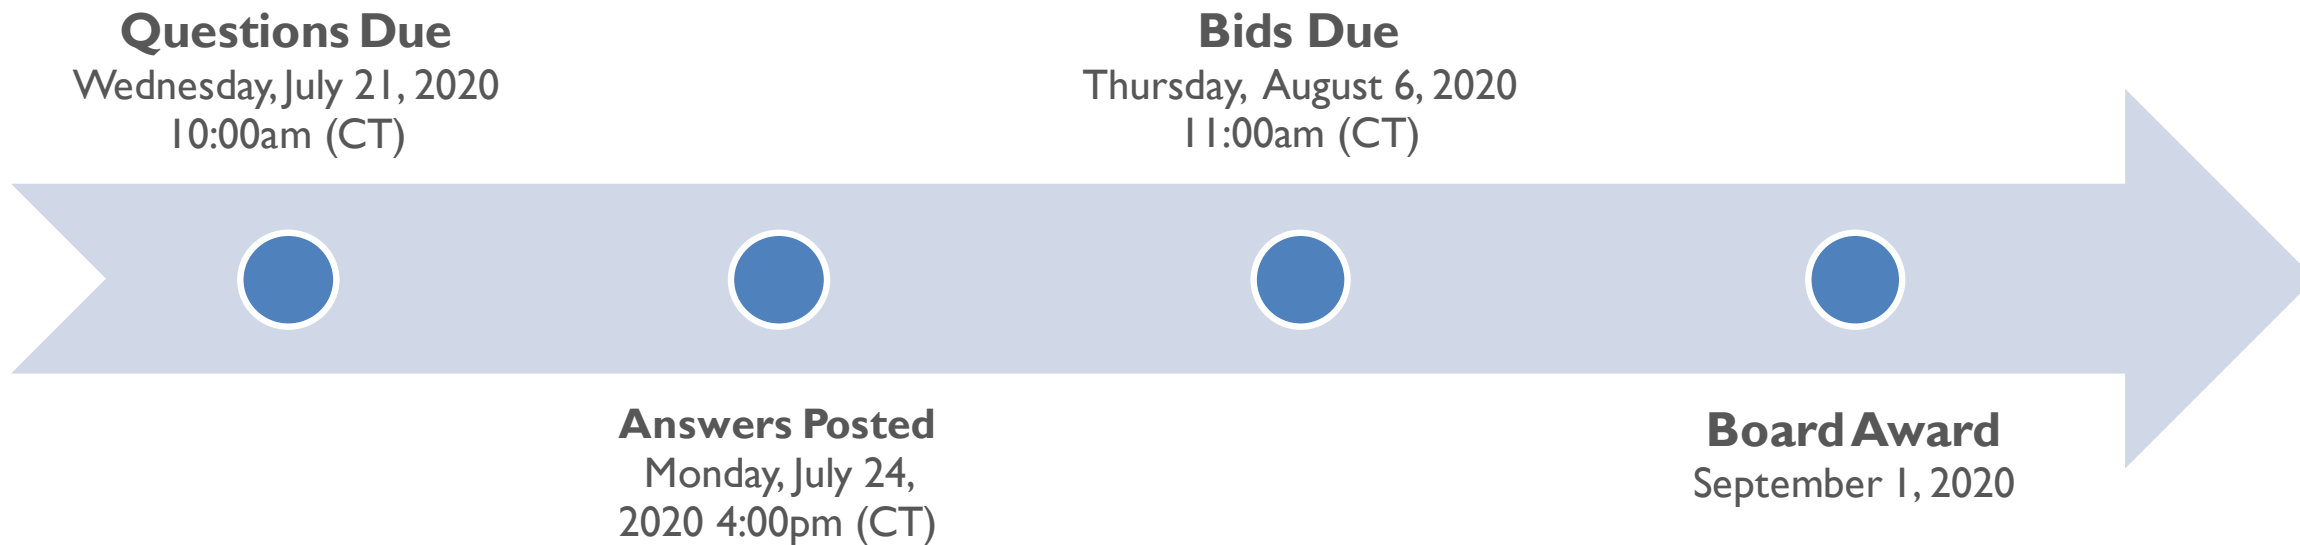 Questions Due
Wednesday, July 21, 2020
10:00am (CT)
Answers Posted
Monday, July 24,
2020 4:00pm (CT)
Bids Due
Thursday, August 6, 2020
11:00am (CT)
Board Award
September 1, 2020